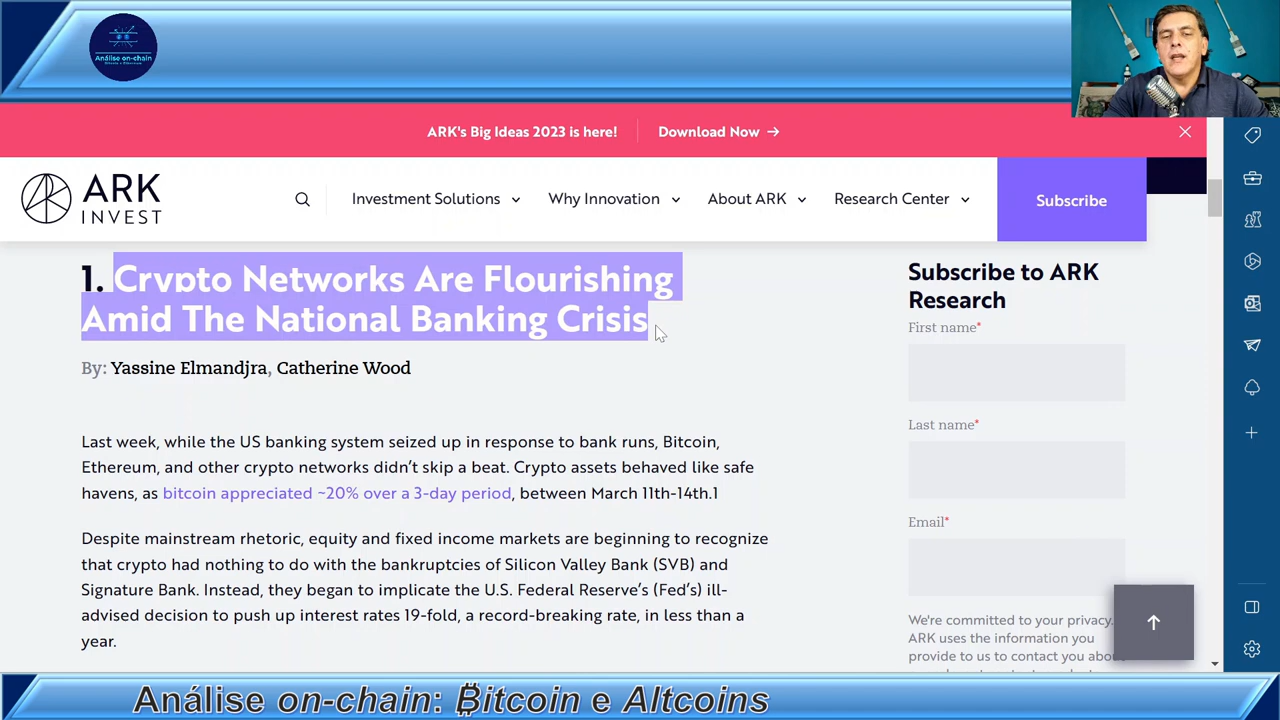 Análise on-chain
ARK's Big Ideas 2023 is here!
Download Now →
ARK
INVEST
Investment Solutions
Why Innovation
About ARK
Research Center
Subscribe
1. Crypto Networks Are Flourishing
Amid The National Banking Crisis
By: Yassine Elmandjra, Catherine Wood
Last week, while the US banking system seized up in response to bank runs, Bitcoin,
Ethereum, and other crypto networks didn’t skip a beat. Crypto assets behaved like safe
havens, as bitcoin appreciated ~20% over a 3-day period, between March 11th-14th.1
Despite mainstream rhetoric, equity and fixed income markets are beginning to recognize
that crypto had nothing to do with the bankruptcies of Silicon Valley Bank (SVB) and
Signature Bank. Instead, they began to implicate the U.S. Federal Reserve’s (Fed’s) ill-
advised decision to push up interest rates 19-fold, a record-breaking rate, in less than a
year.
Subscribe to ARK
Research
First name*
Last name*
Email*
We're committed to your privacy.
ARK uses the information you
provide to us to contact you about
Análise on-chain: ₿itcoin e Altcoins